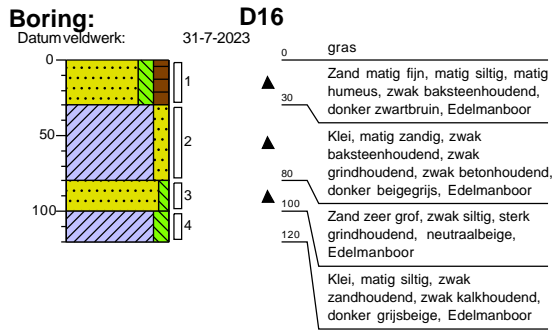 Boring: D16
Datum veldwerk: 31-7-2023
0
50
100
1
2
3
4
0
gras
Zand matig fijn, matig siltig, matig
humeus, zwak baksteenhoudend,
donker zwartbruin, Edelmanboor
30
Klei, matig zandig, zwak
baksteenhoudend, zwak
grindhoudend, zwak betonhoudend,
donker beigegrijs, Edelmanboor
80
Zand zeer grof, zwak siltig, sterk
grindhoudend, neutraalbeige,
Edelmanboor
100
Klei, matig siltig, zwak
zandhoudend, zwak kalkhoudend,
donker grijsbeige, Edelmanboor
120